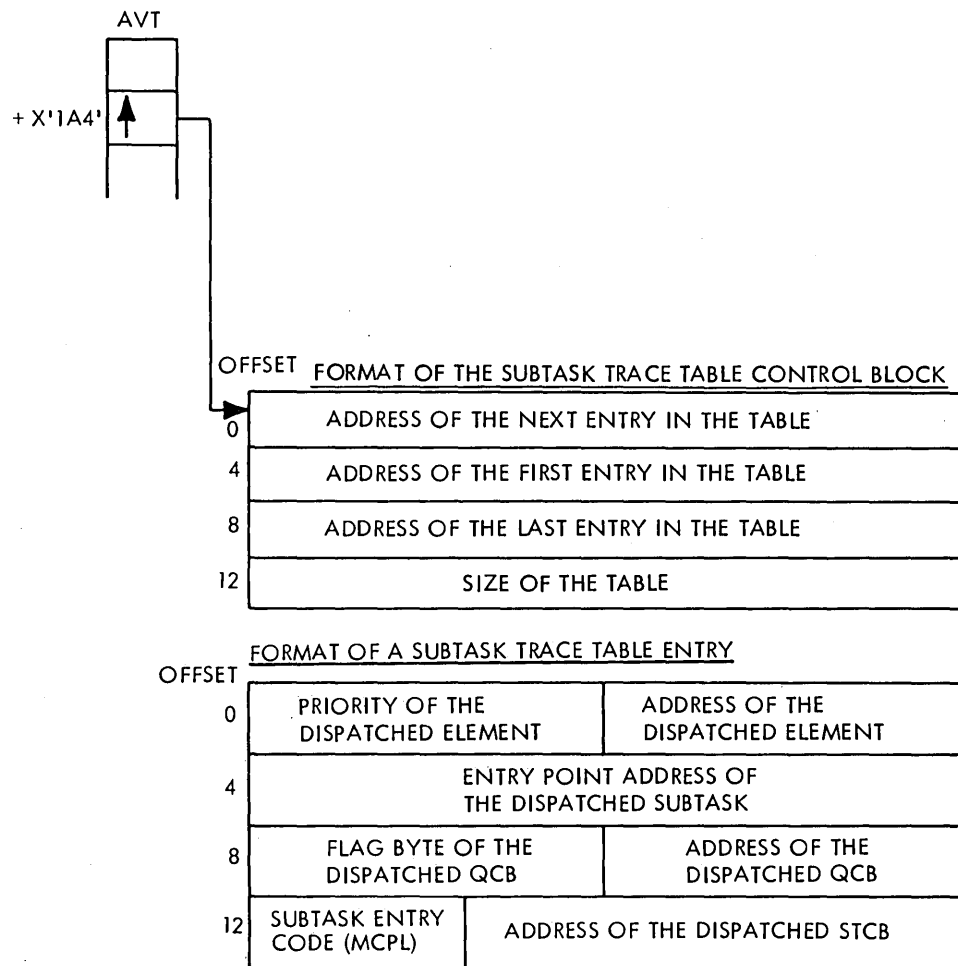 AVT
+ X'1A4'
OFFSET FORMAT OF THE SUBTASK TRACE TABLE CONTROL BLOCK
0 ADDRESS OF THE NEXT ENTRY IN THE TABLE
4 ADDRESS OF THE FIRST ENTRY IN THE TABLE
8 ADDRESS OF THE LAST ENTRY IN THE TABLE
12 SIZE OF THE TABLE
FORMAT OF A SUBTASK TRACE TABLE ENTRY
OFFSET
0
PRIORITY OF THE
DISPATCHED ELEMENT
ADDRESS OF THE
DISPATCHED ELEMENT
4
ENTRY POINT ADDRESS OF
THE DISPATCHED SUBTASK
8
FLAG BYTE OF THE
DISPATCHED QCB
ADDRESS OF THE
DISPATCHED QCB
12
SUBTASK ENTRY
CODE (MCPL)
ADDRESS OF THE DISPATCHED STCB